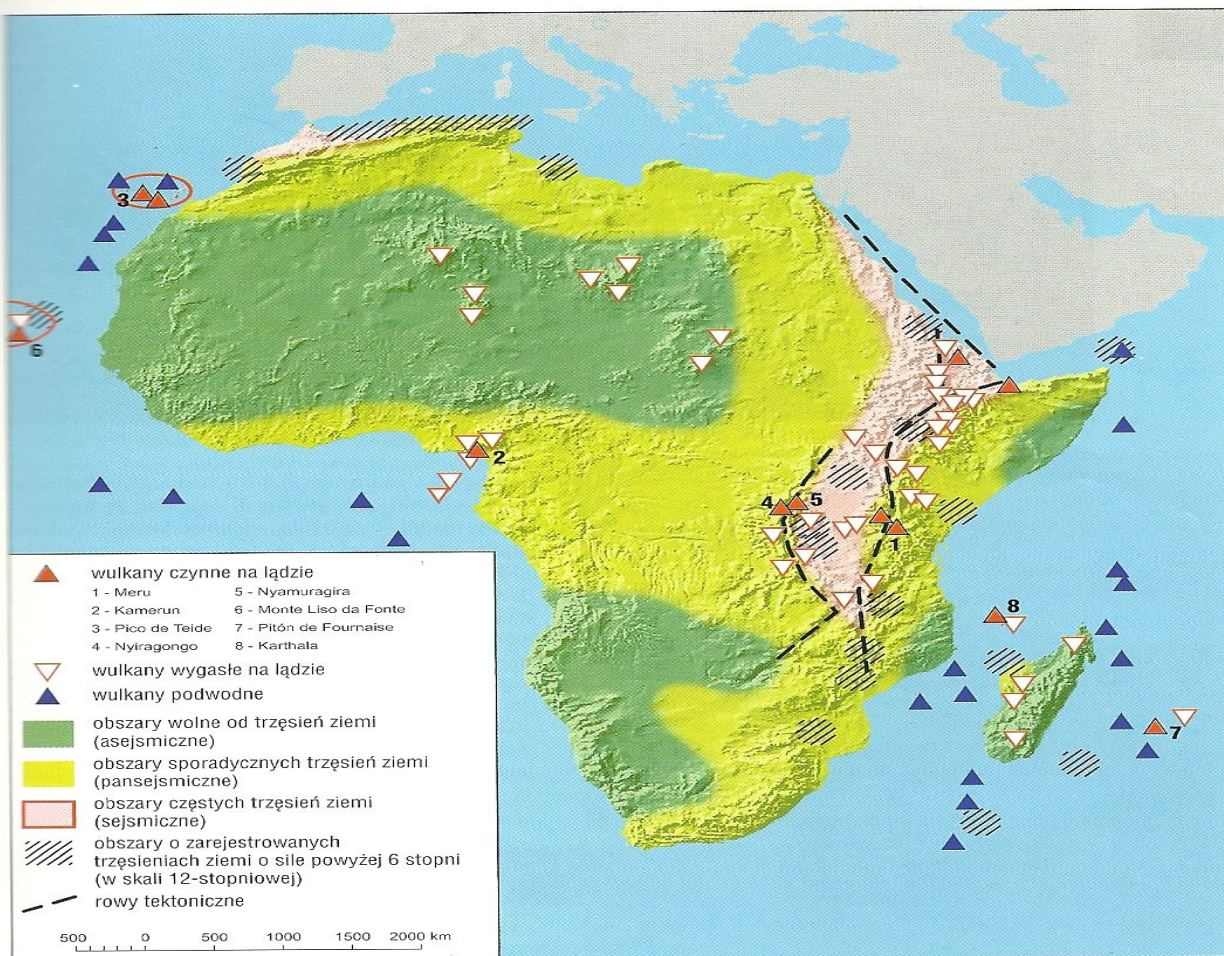 3
6
2
4
5
1
8
7
wulkany czynne na lądzie
1 - Meru 5 - Nyamuragira
2 - Kamerun 6 - Monte Liso da Fonte
3 - Pico de Teide 7 - Pitón de Fournaise
4 - Nyiragongo 8 - Karthala
wulkany wygasłe na lądzie
wulkany podwodne
obszary wolne od trzęsień ziemi
(asejsmiczne)
obszary sporadycznych trzęsień ziemi
(pansejsmiczne)
obszary częstych trzęsień ziemi
(sejsmiczne)
obszary o zarejestrowanych
trzęsieniach ziemi o sile powyżej 6 stopni
(w skali 12-stopniowej)
rowy tektoniczne
500 0 500 1000 1500 2000 km